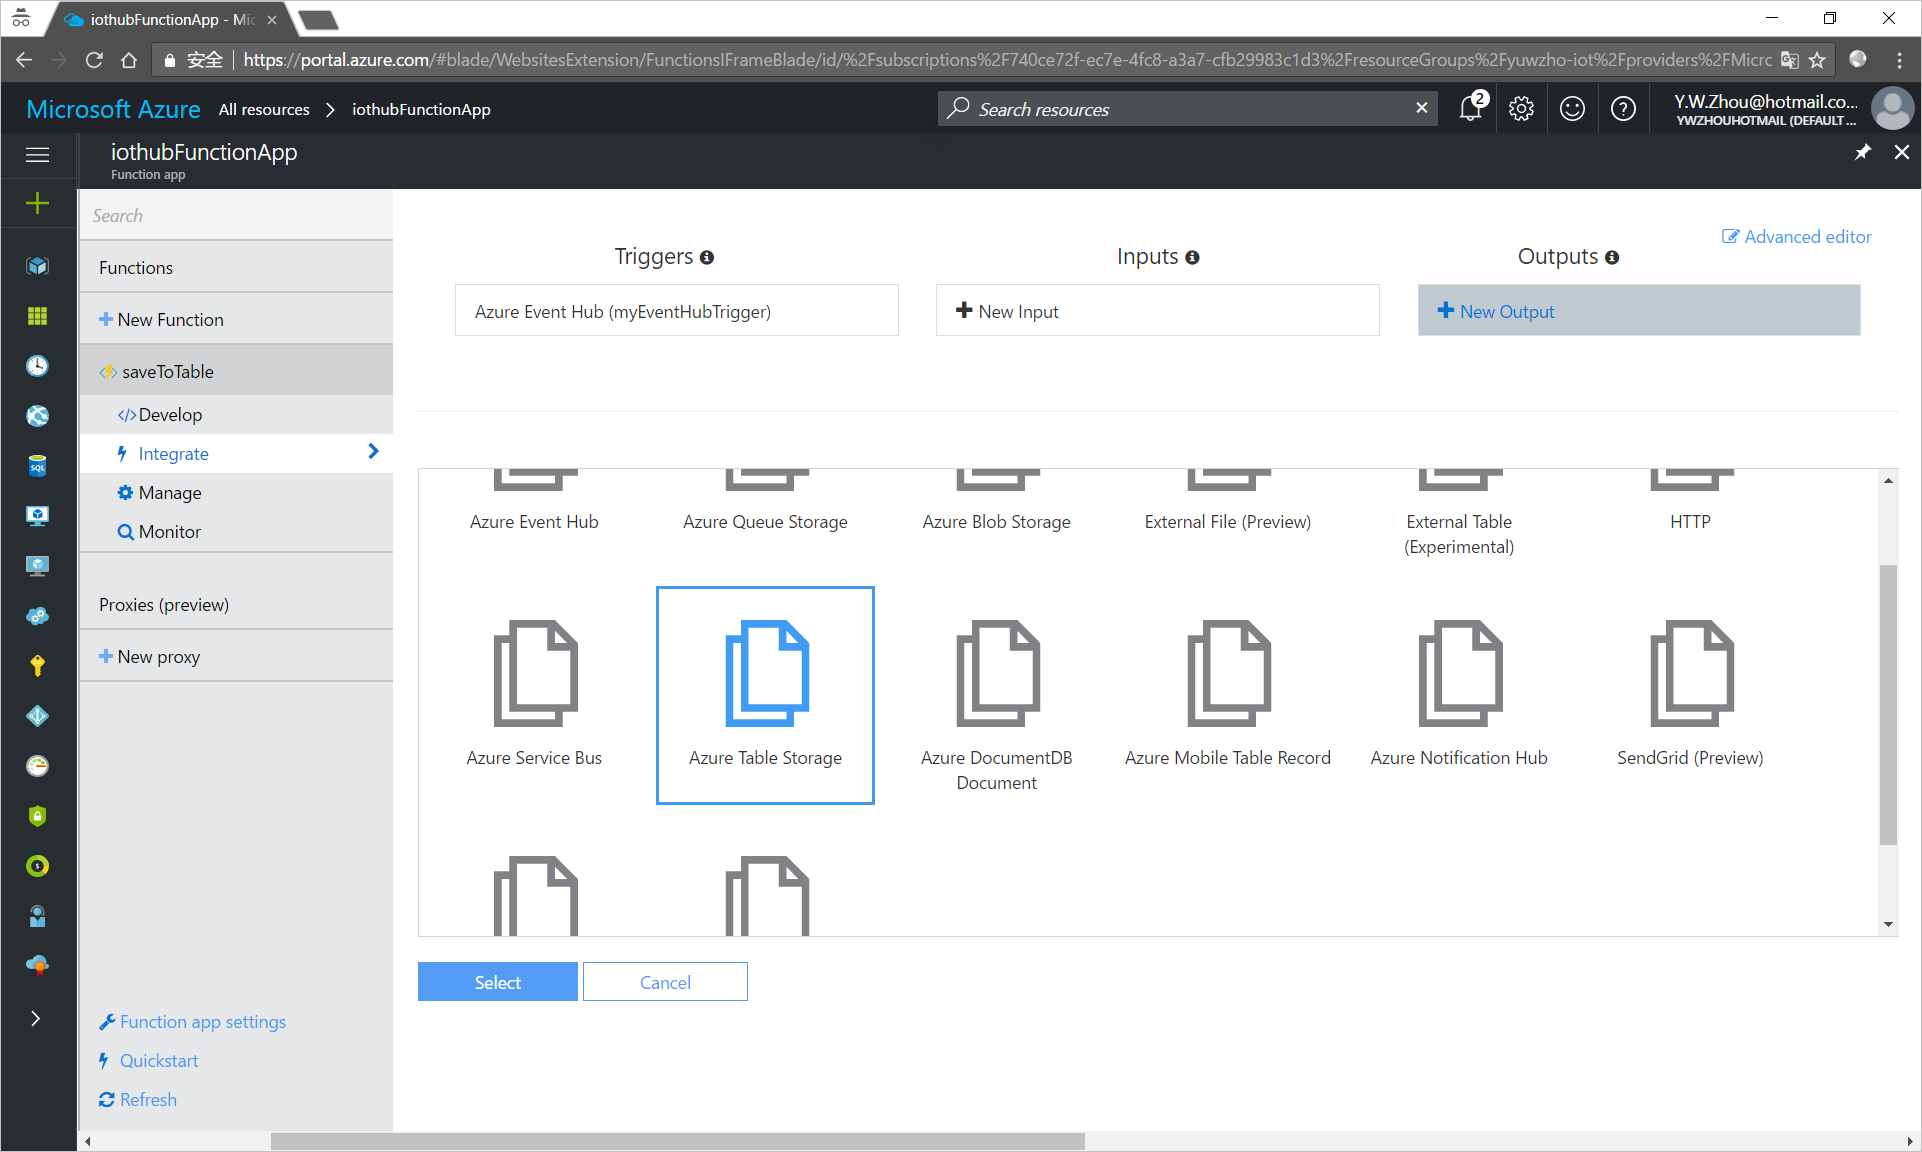 iothubFunctionApp - Mic
安全 https://portal.azure.com/#blade/WebsitesExtension/FunctionsIFrameBlade/id/%2Fsubscriptions%2F740ce72f-ec7e-4fc8-a3a7-cfb29983c1d3%2FresourceGroups%2Fyuwzho-iot%2Fproviders%2FMicrc
Microsoft Azure All resources > iothubFunctionApp
Search resources
2
Y.W.Zhou@hotmail.co...
YWZHOUHOTMAIL (DEFAULT ...
iothubFunctionApp
Function app
Search
Functions
New Function
saveToTable
Develop
Integrate
Manage
Monitor
Proxies (preview)
New proxy
Function app settings
Quickstart
Refresh
Advanced editor
Triggers
Inputs
Outputs
Azure Event Hub (myEventHubTrigger)
New Input
New Output
Azure Event Hub
Azure Queue Storage
Azure Blob Storage
External File (Preview)
External Table
(Experimental)
HTTP
SQL
Azure Service Bus
Azure Table Storage
Azure DocumentDB
Document
Azure Mobile Table Record
Azure Notification Hub
SendGrid (Preview)
Select
Cancel